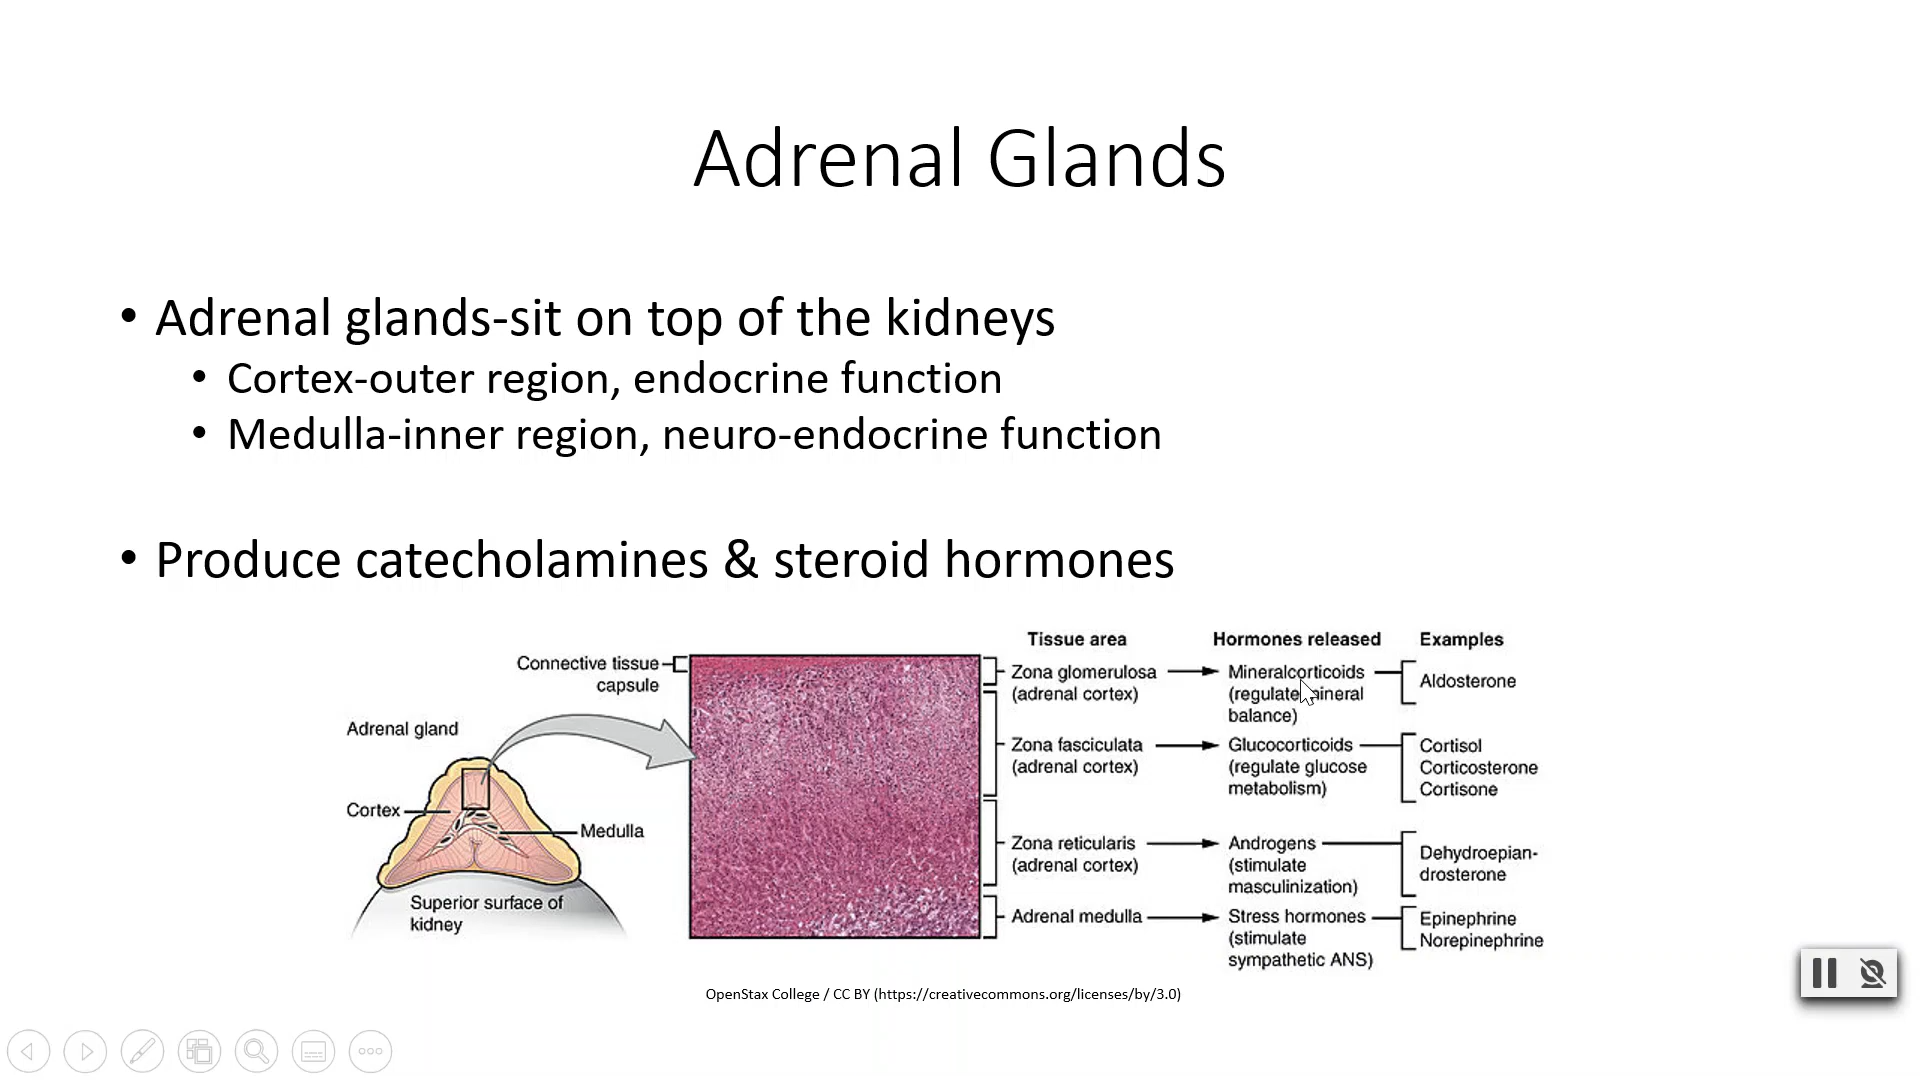 Adrenal Glands
• Adrenal glands-sit on top of the kidneys
• Cortex-outer region, endocrine function
• Medulla-inner region, neuro-endocrine function
• Produce catecholamines & steroid hormones
Connective tissue
capsule
Adrenal gland
Cortex
Medulla
Superior surface of
kidney
Tissue area
Hormones released
Examples
Zona glomerulosa
(adrenal cortex)
Mineralcorticoids
(regulate mineral
balance)
Aldosterone
Zona fasciculata
(adrenal cortex)
Glucocorticoids
(regulate glucose
metabolism)
Cortisol
Corticosterone
Cortisone
Zona reticularis
(adrenal cortex)
Androgens
(stimulate
masculinization)
Dehydroepian-
drosterone
Adrenal medulla
Stress hormones
(stimulate
sympathetic ANS)
Epinephrine
Norepinephrine
OpenStax College / CC BY (https://creativecommons.org/licenses/by/3.0)